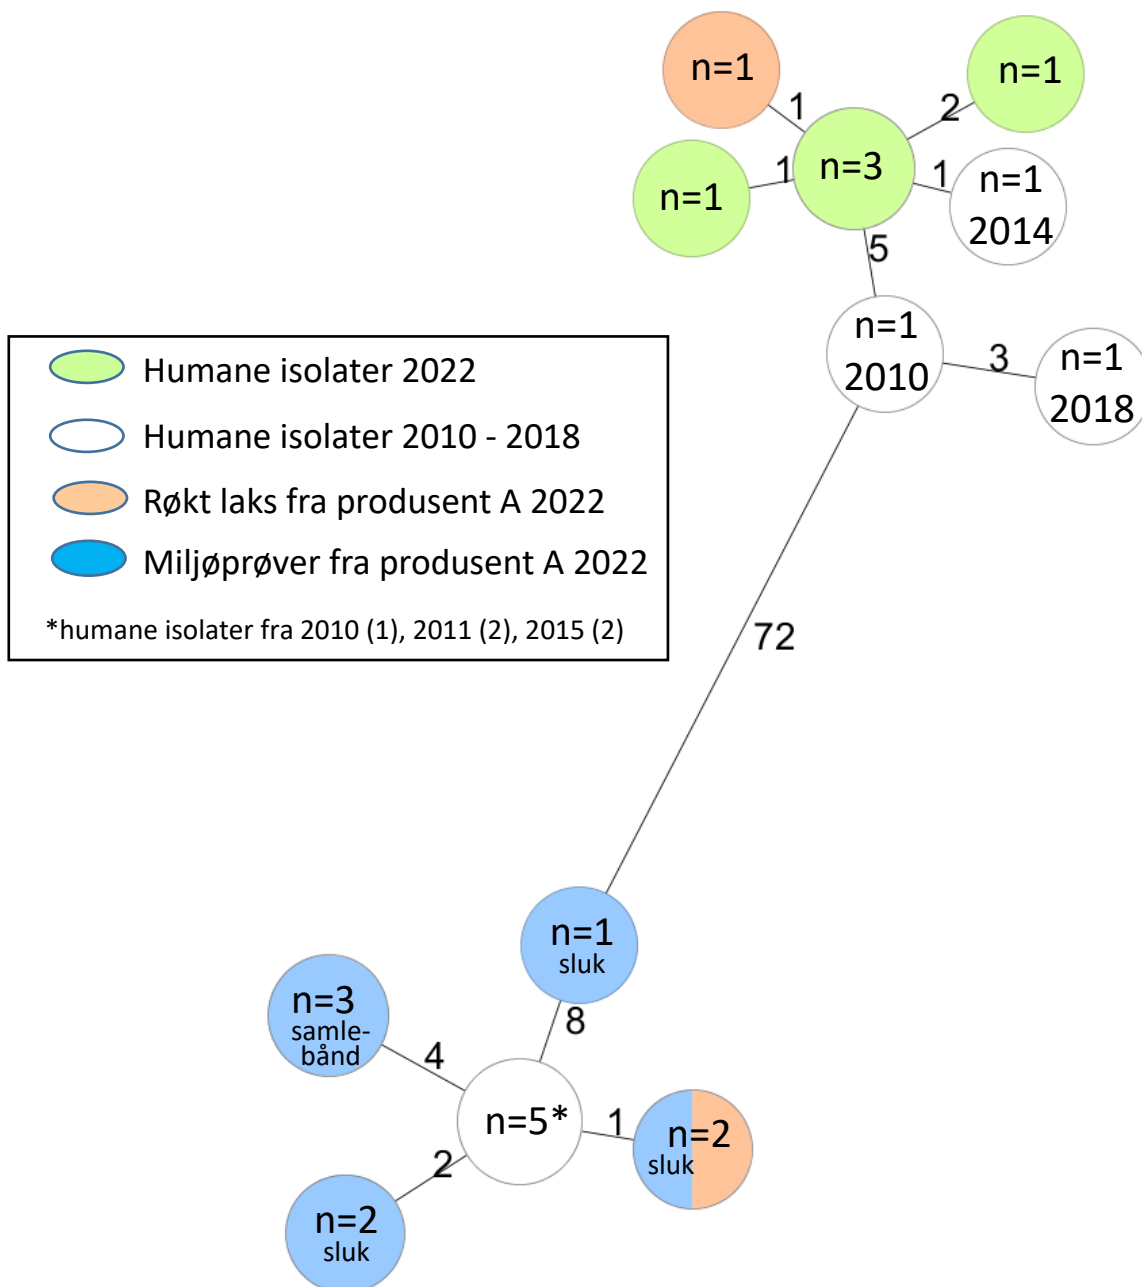 n=1
n=1
1
2
n=3
n=1
1
1
n=1
2014
5
n=1
2010
3
n=1
2018
Humane isolater 2022
Humane isolater 2010 - 2018
Røkt laks fra produsent A 2022
Miljøprøver fra produsent A 2022
*humane isolater fra 2010 (1), 2011 (2), 2015 (2)
72
n=1
sluk
n=3
samle-
bånd
8
4
n=5*
1
n=2
sluk
2
n=2
sluk